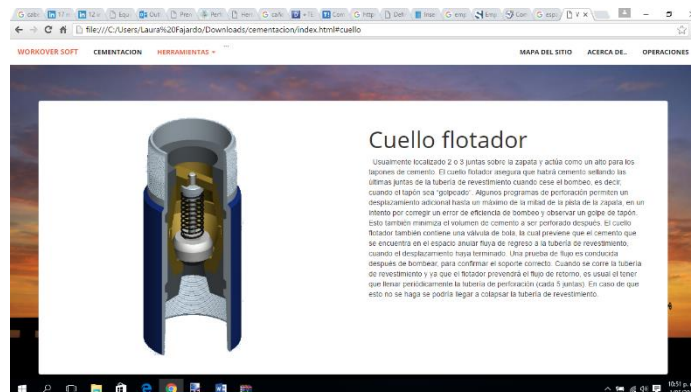 file:///C:/Users/Laura%20Fajardo/Downloads/cementacion/index.html#cuello
WORKOVER SOFT CEMENTACION HERRAMIENTAS MAPA DEL SITIO ACERCA DE.. OPERACIONES
Cuello flotador
Usualmente localizado 2 o 3 juntas sobre la zapata y actúa como un alto para los
tapones de cemento. El cuello flotador asegura que habrá cemento sellando las
últimas juntas de la tubería de revestimiento cuando cese el bombeo, es decir,
cuando el tapón sea "golpeado". Algunos programas de perforación permiten un
desplazamiento adicional hasta un máximo de la mitad de la pista de la zapata, en un
intento por corregir un error de eficiencia de bombeo y observar un golpe de tapón.
Esto también minimiza el volumen de cemento a ser perforado después. El cuello
flotador también contiene una válvula de bola, la cual previene que el cemento que
se encuentra en el espacio anular fluya de regreso a la tubería de revestimiento,
cuando el desplazamiento haya terminado. Una prueba de flujo es conducida
después de bombear, para confirmar el soporte correcto. Cuando se corre la tubería
de revestimiento y ya que el flotador prevendrá el flujo de retorno, es usual el tener
que llenar periódicamente la tubería de perforación (cada 5 juntas). En caso de que
esto no se haga se podría llegar a colapsar la tubería de revestimiento.
10:51 p.